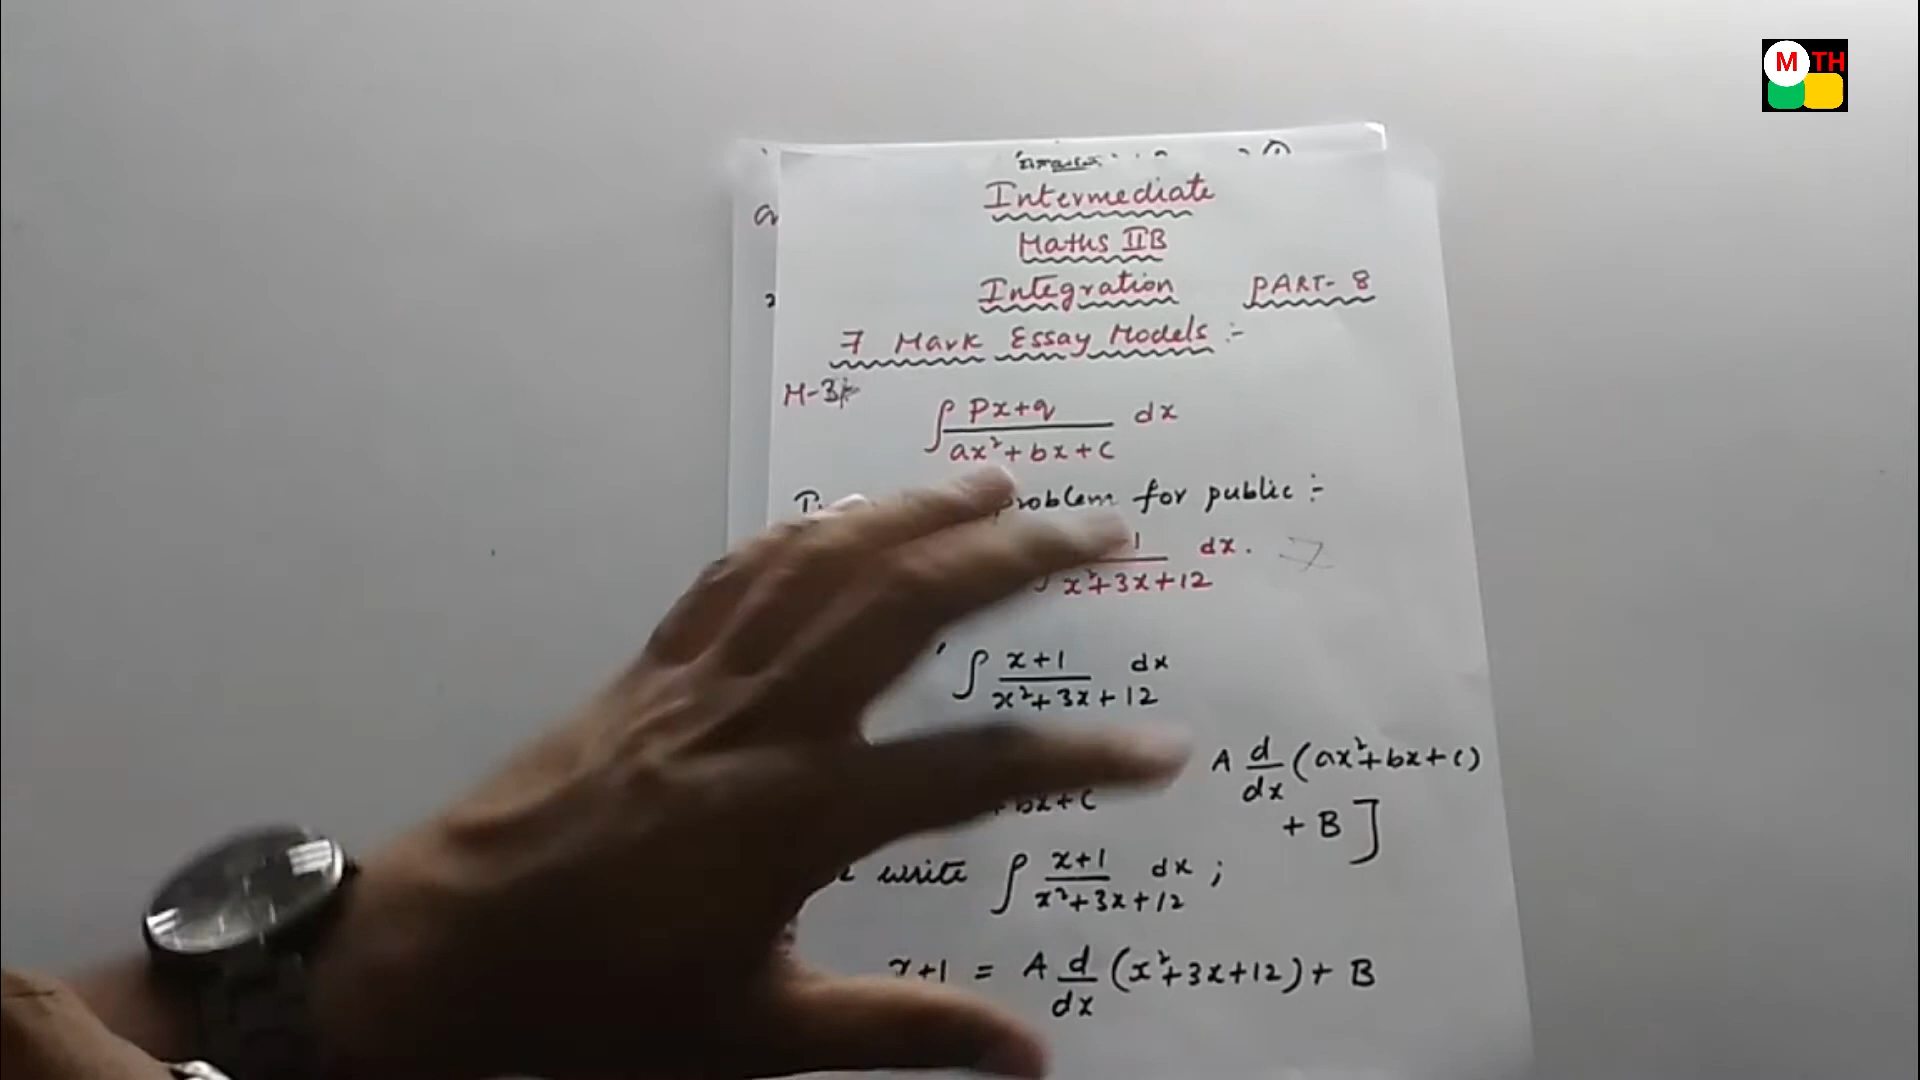 M TH
Intermediate
Maths IIB
Integration PART- 8
7 Mark Essay Models :-
M-3:-
∫ px+q / ax²+bx+c dx
problem for public :-
1 / x²+3x+12 dx.
∫ x+1 / x²+3x+12 dx
A d/dx (ax²+bx+c)
+ bx+c
+ B ]
write ∫ x+1 / x²+3x+12 dx ;
x+1 = A d/dx (x²+3x+12) + B